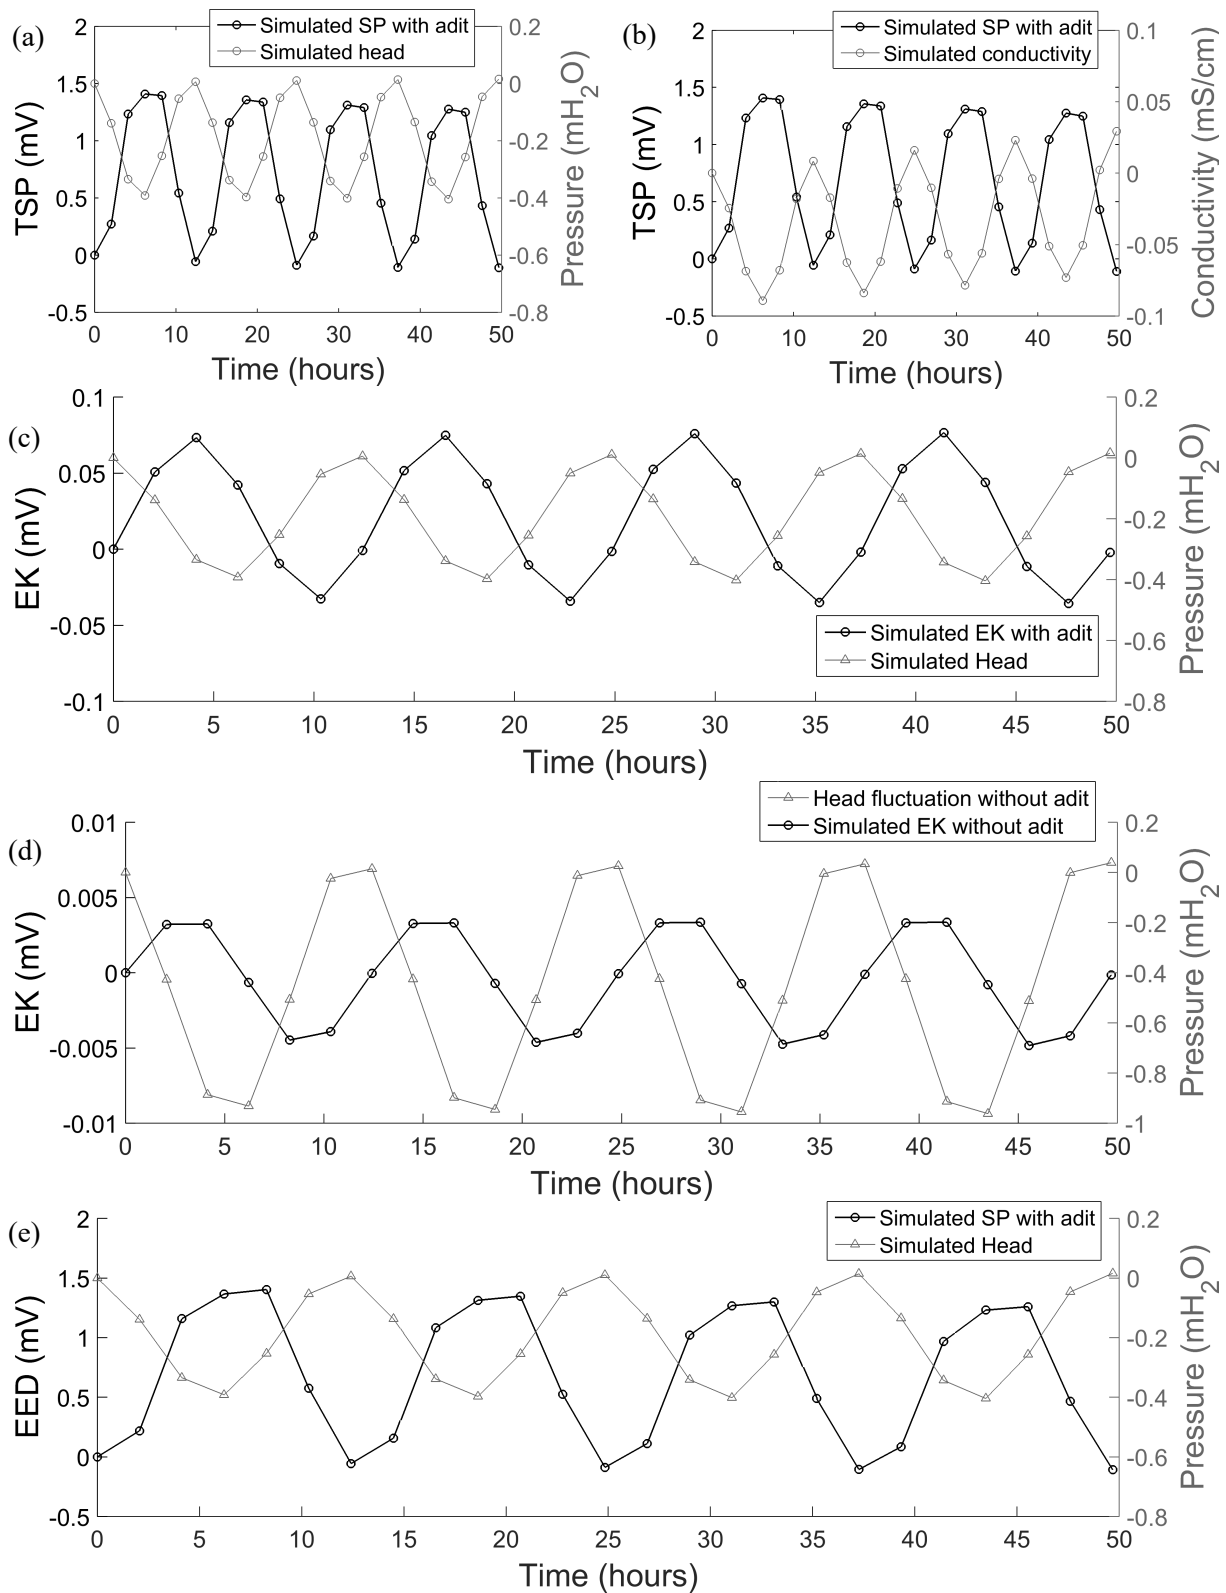 (a)
Simulated SP with adit
Simulated head
2
1.5
1
0.5
0
-0.5
TSP (mV)
0.2
0
-0.2
-0.4
-0.6
-0.8
Pressure (mH2O)
0 10 20 30 40 50
Time (hours)
(b)
Simulated SP with adit
Simulated conductivity
2
1.5
1
0.5
0
-0.5
TSP (mV)
0.1
0.05
0
-0.05
-0.1
Conductivity (mS/cm)
0 10 20 30 40 50
Time (hours)
(c)
0.1
0.05
0
-0.05
-0.1
EK (mV)
0.2
0
-0.2
-0.4
-0.6
-0.8
Pressure (mH2O)
Simulated EK with adit
Simulated Head
0 5 10 15 20 25 30 35 40 45 50
Time (hours)
(d)
Head fluctuation without adit
Simulated EK without adit
0.01
0.005
0
-0.005
-0.01
EK (mV)
0.2
0
-0.2
-0.4
-0.6
-0.8
-1
Pressure (mH2O)
0 5 10 15 20 25 30 35 40 45 50
Time (hours)
(e)
Simulated SP with adit
Simulated Head
2
1.5
1
0.5
0
-0.5
EED (mV)
0.2
0
-0.2
-0.4
-0.6
-0.8
Pressure (mH2O)
0 5 10 15 20 25 30 35 40 45 50
Time (hours)